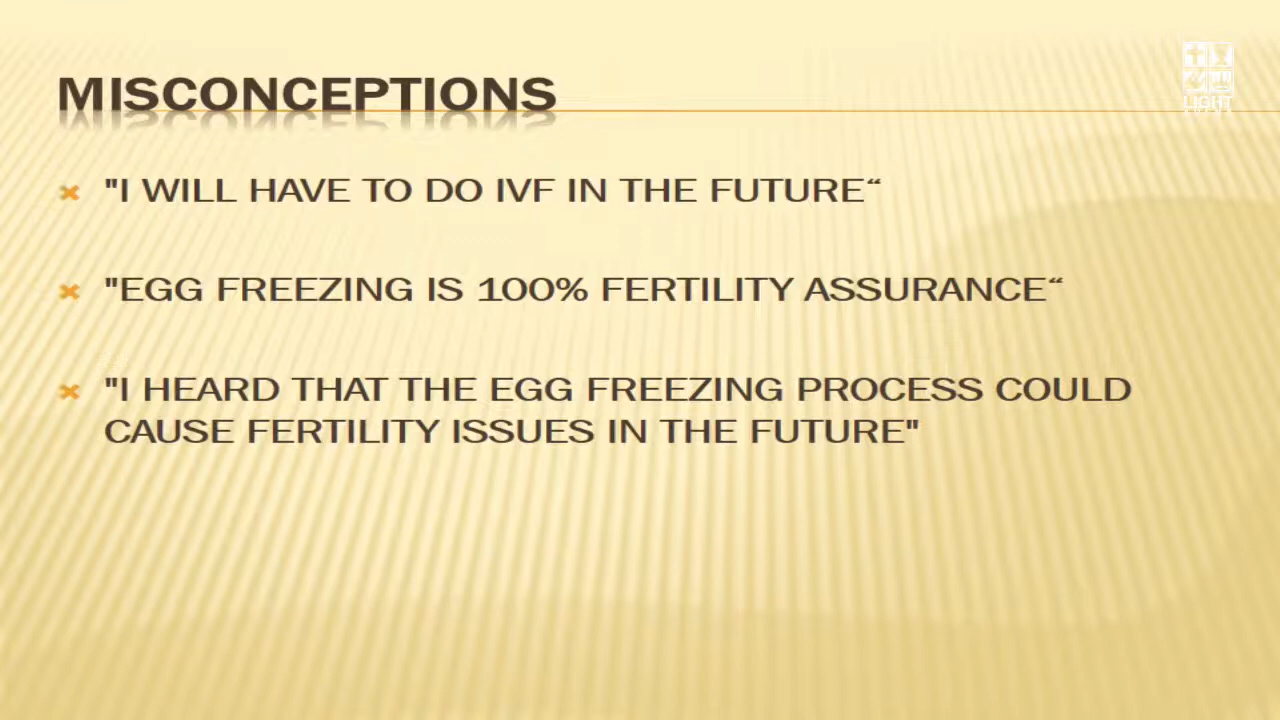 MISCONCEPTIONS
LIGHT
"I WILL HAVE TO DO IVF IN THE FUTURE“
"EGG FREEZING IS 100% FERTILITY ASSURANCE“
"I HEARD THAT THE EGG FREEZING PROCESS COULD
CAUSE FERTILITY ISSUES IN THE FUTURE"